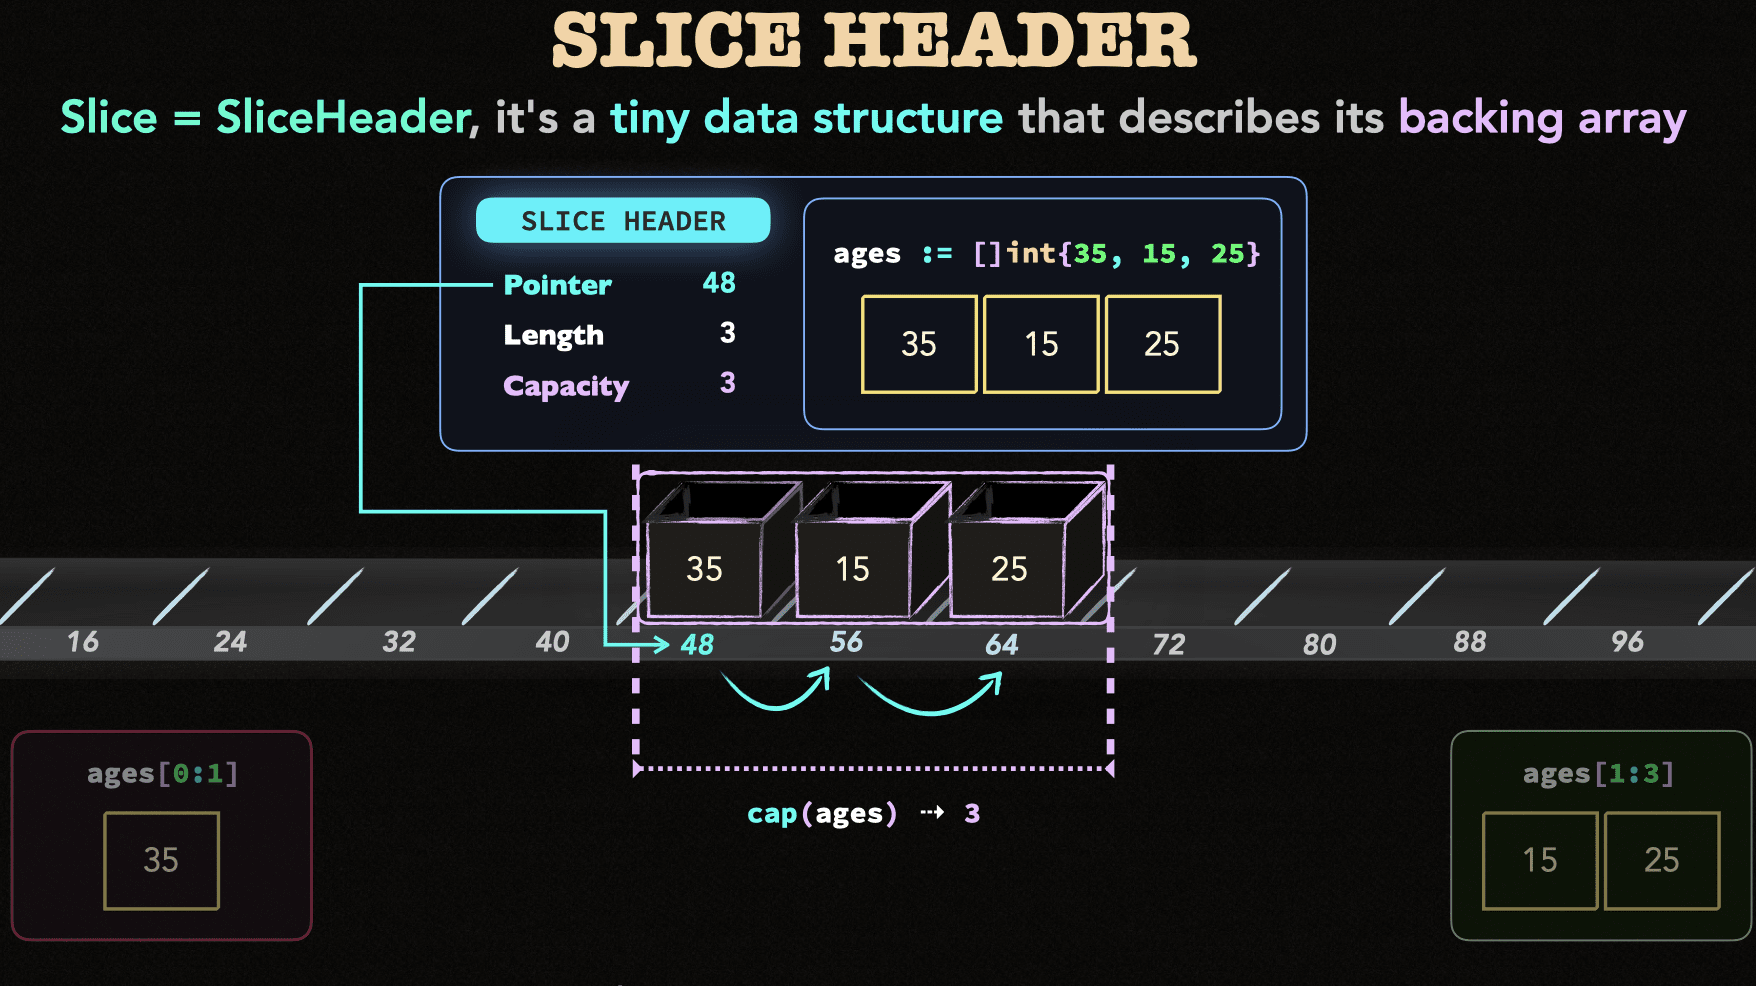 SLICE HEADER
Slice = SliceHeader, it's a tiny data structure that describes its backing array
SLICE HEADER
Pointer 48
Length 3
Capacity 3
ages := []int{35, 15, 25}
35 15 25
35 15 25
16 24 32 40 48 56 64 72 80 88 96
cap(ages) ⇢ 3
ages[0:1]
35
ages[1:3]
15 25